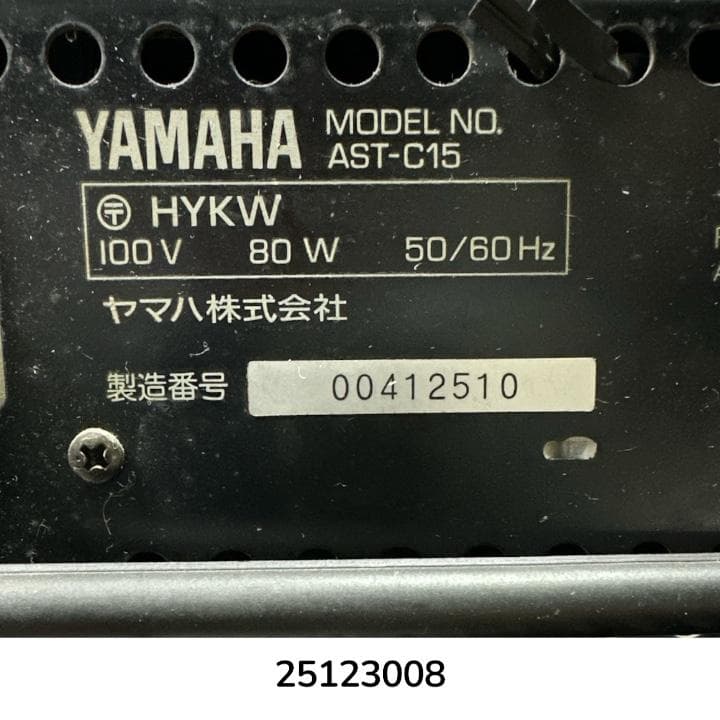 YAMAHA MODEL NO.
AST-C15
〒 HYKW
100V 80W 50/60Hz
ヤマハ株式会社
製造番号 00412510
25123008